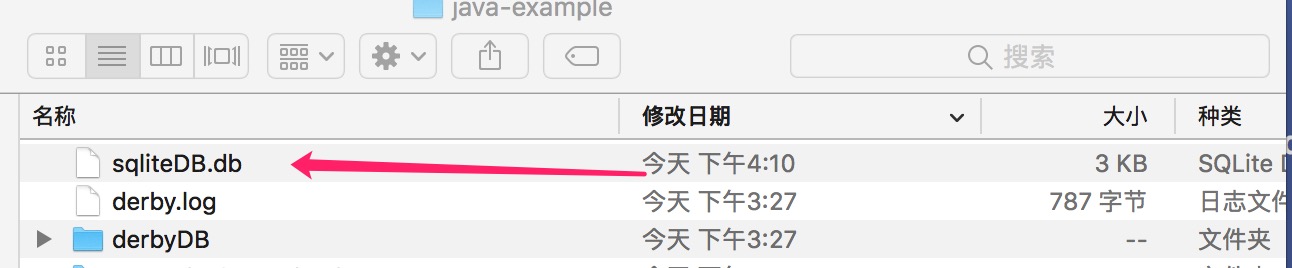 java-example
搜索
名称 修改日期 大小 种类
sqliteDB.db 今天 下午4:10 3 KB SQLite
derby.log 今天 下午3:27 787 字节 日志文件
derbyDB 今天 下午3:27 -- 文件夹